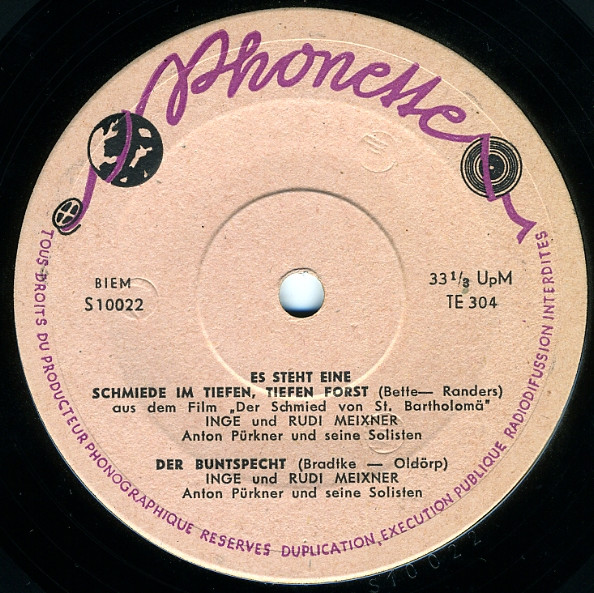 Phonette
BIEM
S 10022
33 1/3 UpM
TE 304
ES STEHT EINE
SCHMIEDE IM TIEFEN, TIEFEN FORST (Bette— Randers)
aus dem Film „Der Schmied von St. Bartholomä"
INGE und RUDI MEIXNER
Anton Pürkner und seine Solisten
DER BUNTSPECHT (Bradtke — Oldörp)
INGE und RUDI MEIXNER
Anton Pürkner und seine Solisten
TOUS DROITS DU PRODUCTEUR PHONOGRAPHIQUE RESERVES DUPLICATION, EXECUTION PUBLIQUE RADIODIFUSSION INTERDITES
S10022